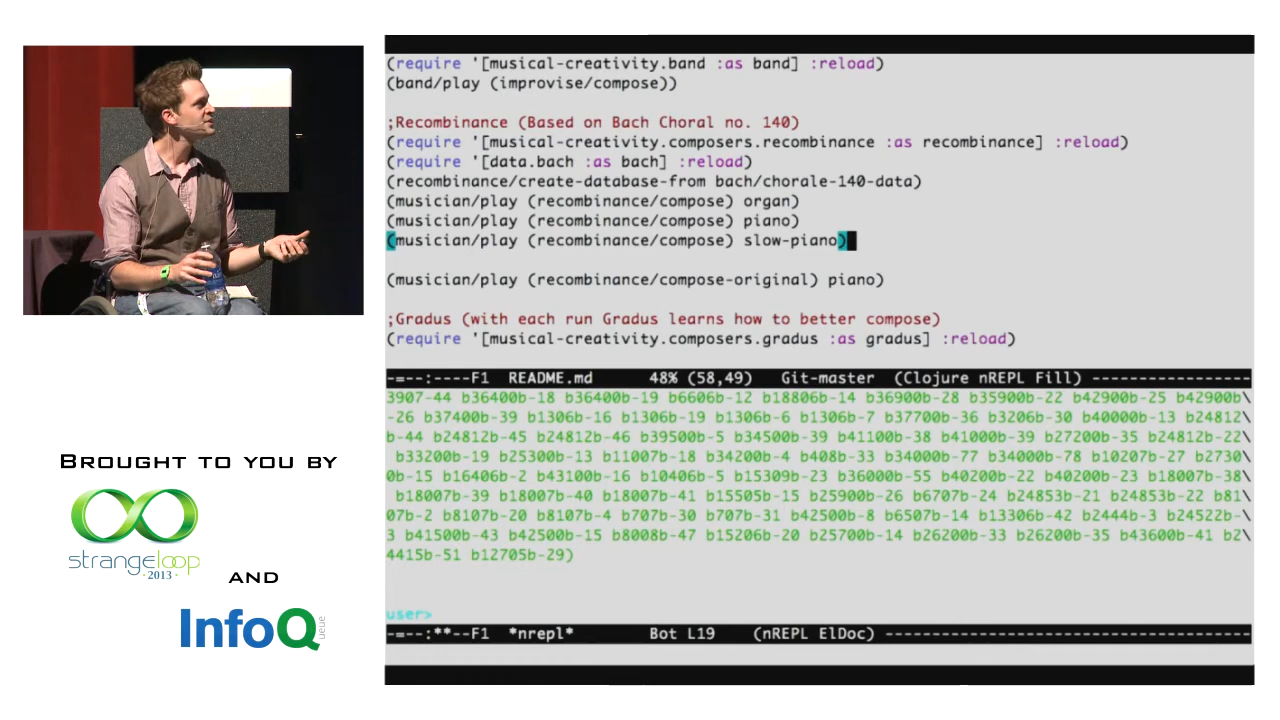 (require '[musical-creativity.band :as band] :reload)
(band/play (improvise/compose))
;Recombinance (Based on Bach Choral no. 140)
(require '[musical-creativity.composers.recombinance :as recombinance] :reload)
(require '[data.bach :as bach] :reload)
(recombinance/create-database-from bach/chorale-140-data)
(musician/play (recombinance/compose) organ)
(musician/play (recombinance/compose) piano)
(musician/play (recombinance/compose) slow-piano)
(musician/play (recombinance/compose-original) piano)
;Gradus (with each run Gradus learns how to better compose)
(require '[musical-creativity.composers.gradus :as gradus] :reload)
-=--:----F1  README.md      48% (58,49)   Git-master  (Clojure nREPL Fill) -----------------
3907-44 b36400b-18 b36400b-19 b6606b-12 b18806b-14 b36900b-28 b35900b-22 b42900b-25 b42900b\
-26 b37400b-39 b1306b-16 b1306b-19 b1306b-6 b1306b-7 b37700b-36 b3206b-30 b40000b-13 b24812\
b-44 b24812b-45 b24812b-46 b39500b-5 b34500b-39 b41100b-38 b41000b-39 b27200b-35 b24812b-22\
b33200b-19 b25300b-13 b11007b-18 b34200b-4 b408b-33 b34000b-77 b34000b-78 b10207b-27 b2730\
0b-15 b16406b-2 b43100b-16 b10406b-5 b15309b-23 b36000b-55 b40200b-22 b40200b-23 b18007b-38\
b18007b-39 b18007b-40 b18007b-41 b15505b-15 b25900b-26 b6707b-24 b24853b-21 b24853b-22 b81\
07b-2 b8107b-20 b8107b-4 b707b-30 b707b-31 b42500b-8 b6507b-14 b13306b-42 b2444b-3 b24522b-\
3 b41500b-43 b42500b-15 b8008b-47 b15206b-20 b25700b-14 b26200b-33 b26200b-35 b43600b-41 b2\
4415b-51 b12705b-29)
user>
-=--:**--F1  *nrepl*        Bot L19    (nREPL ElDoc) ---------------------------------------
BROUGHT TO YOU BY
strangeloop
·2013·
AND
InfoQ